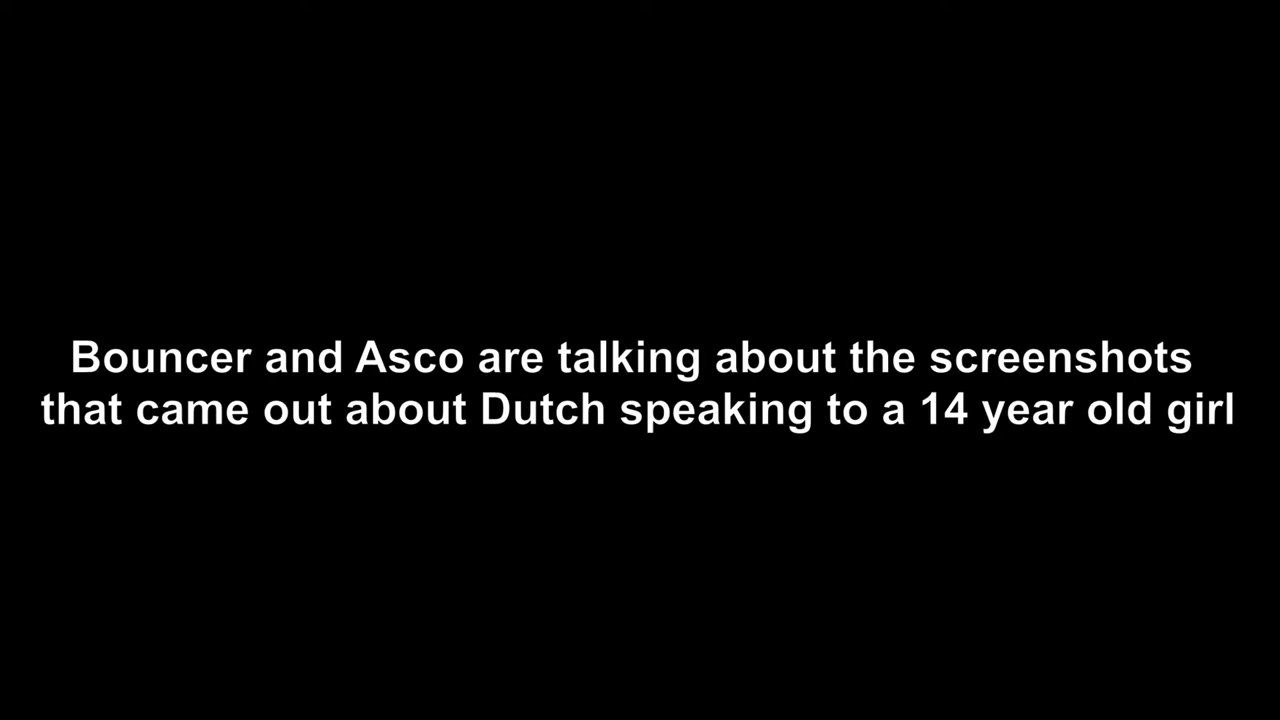 Bouncer and Asco are talking about the screenshots
that came out about Dutch speaking to a 14 year old girl